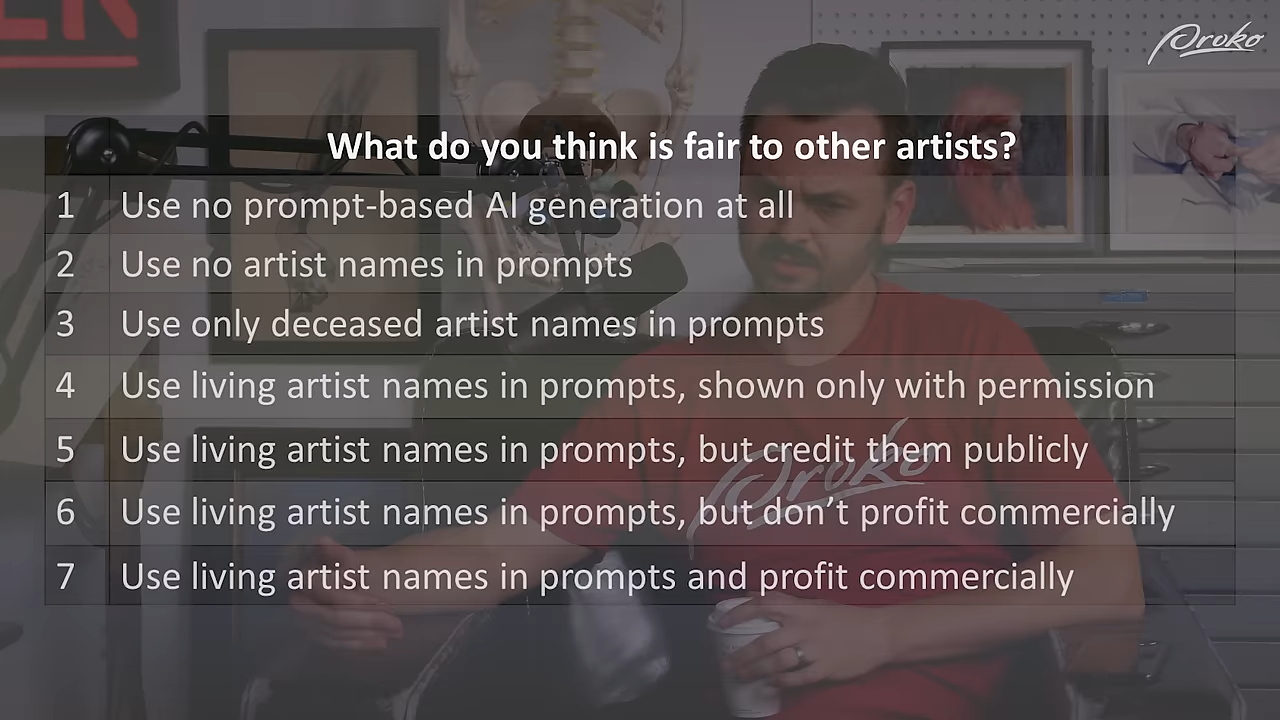 ER
Proko
What do you think is fair to other artists?
1 Use no prompt-based AI generation at all
2 Use no artist names in prompts
3 Use only deceased artist names in prompts
4 Use living artist names in prompts, shown only with permission
5 Use living artist names in prompts, but credit them publicly
6 Use living artist names in prompts, but don’t profit commercially
Proko
7 Use living artist names in prompts and profit commercially